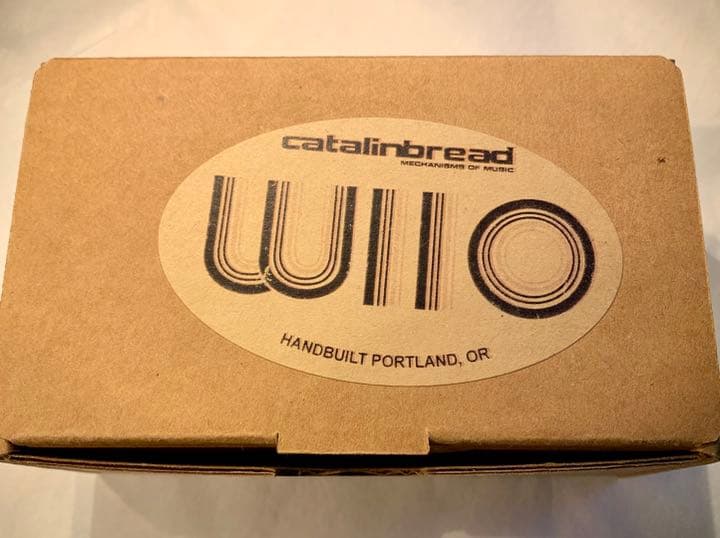 catalinbread
MECHANISMS OF MUSIC
WIIO
HANDBUILT PORTLAND, OR